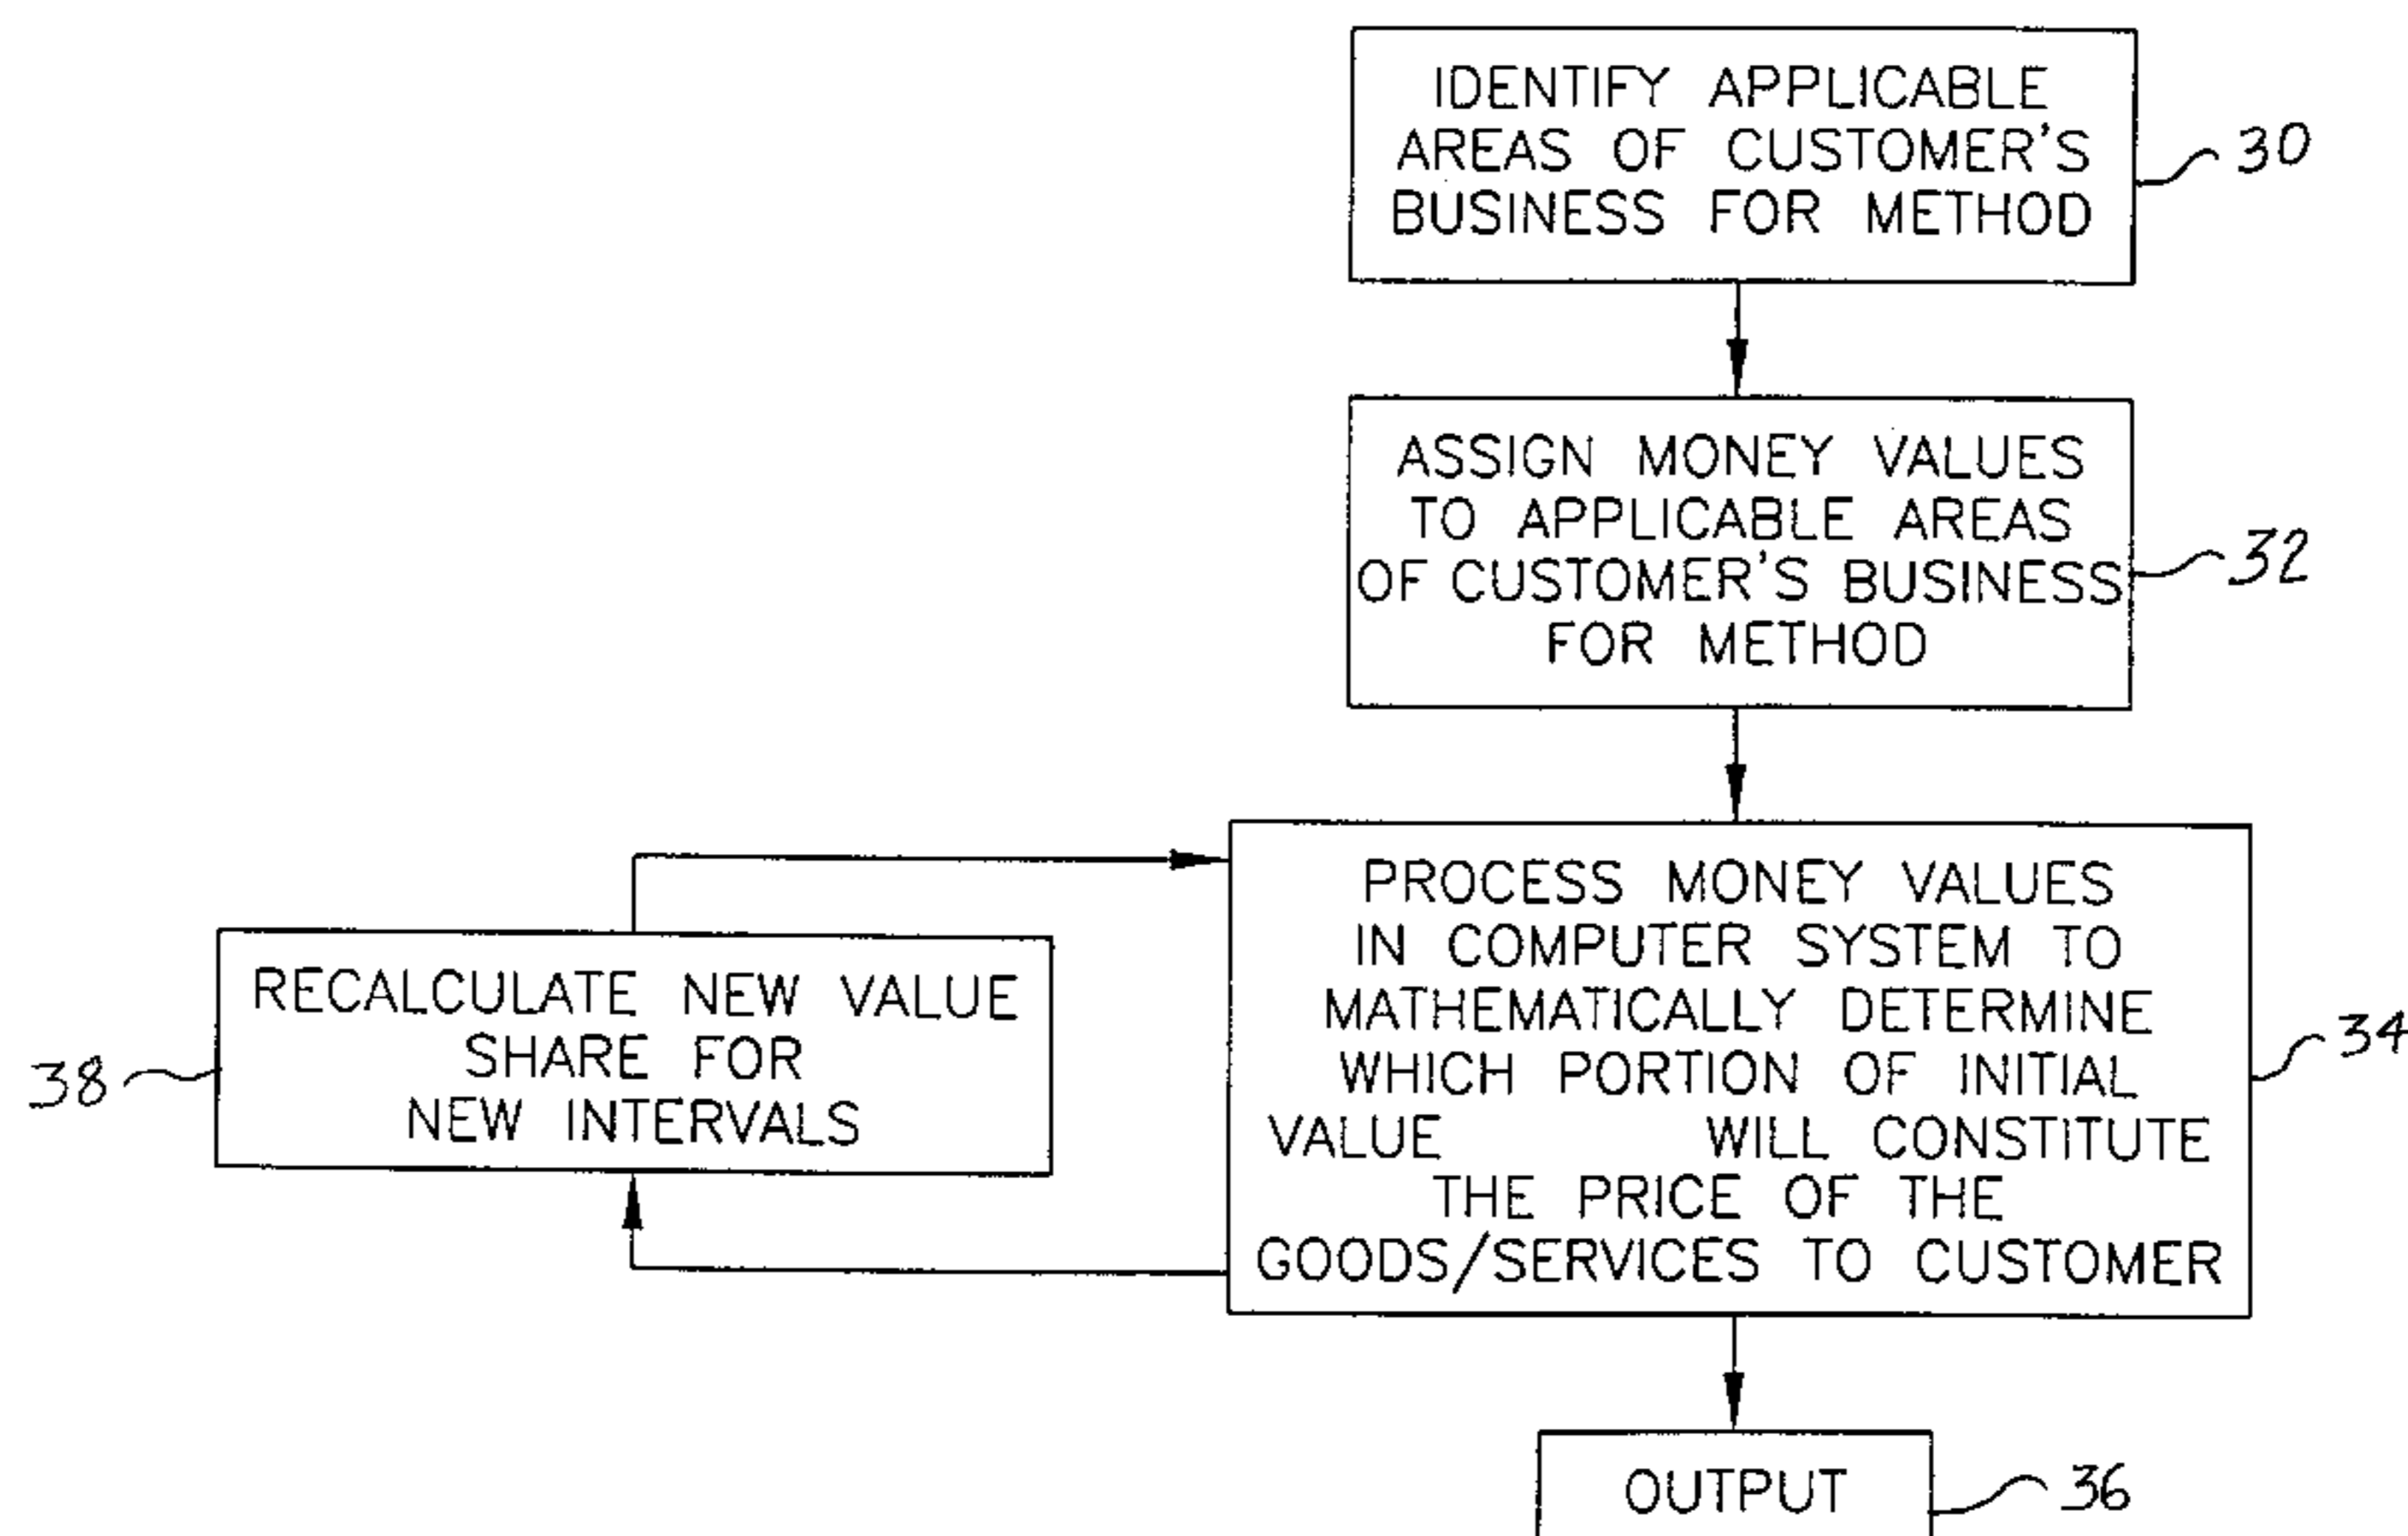 IDENTIFY APPLICABLE
AREAS OF CUSTOMER'S
BUSINESS FOR METHOD
30
ASSIGN MONEY VALUES
TO APPLICABLE AREAS
OF CUSTOMER'S BUSINESS
FOR METHOD
32
PROCESS MONEY VALUES
IN COMPUTER SYSTEM TO
MATHEMATICALLY DETERMINE
WHICH PORTION OF INITIAL
VALUE WILL CONSTITUTE
THE PRICE OF THE
GOODS/SERVICES TO CUSTOMER
34
RECALCULATE NEW VALUE
SHARE FOR
NEW INTERVALS
38
OUTPUT
36